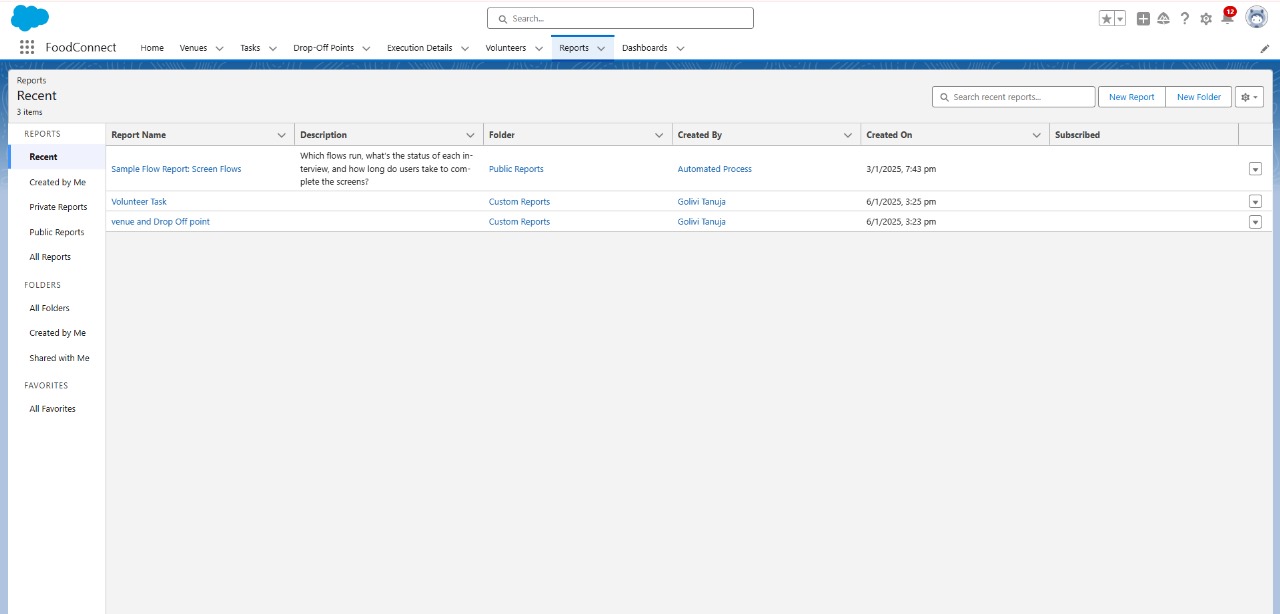 Search...
12
FoodConnect
Home
Venues
Tasks
Drop-Off Points
Execution Details
Volunteers
Reports
Dashboards
Reports
Recent
3 items
Search recent reports...
New Report
New Folder
REPORTS
Recent
Created by Me
Private Reports
Public Reports
All Reports
FOLDERS
All Folders
Created by Me
Shared with Me
FAVORITES
All Favorites
Report Name
Description
Folder
Created By
Created On
Subscribed
Sample Flow Report: Screen Flows
Which flows run, what's the status of each in-
terview, and how long do users take to com-
plete the screens?
Public Reports
Automated Process
3/1/2025, 7:43 pm
Volunteer Task
Custom Reports
Golivi Tanuja
6/1/2025, 3:25 pm
venue and Drop Off point
Custom Reports
Golivi Tanuja
6/1/2025, 3:23 pm